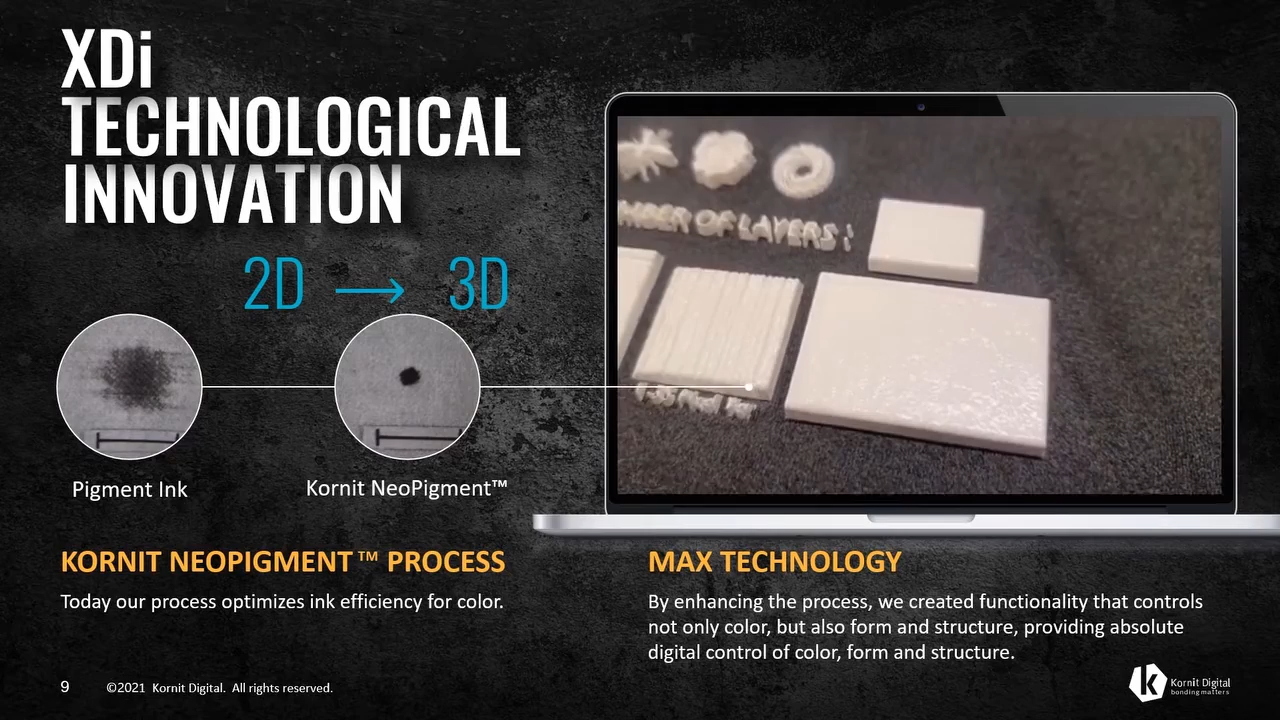 XDi
TECHNOLOGICAL
INNOVATION
2D → 3D
Pigment Ink
Kornit NeoPigment™
OF LAYERS :
KORNIT NEOPIGMENT™ PROCESS
Today our process optimizes ink efficiency for color.
MAX TECHNOLOGY
By enhancing the process, we created functionality that controls
not only color, but also form and structure, providing absolute
digital control of color, form and structure.
9
©2021 Kornit Digital. All rights reserved.
K
Kornit Digital
bonding matters